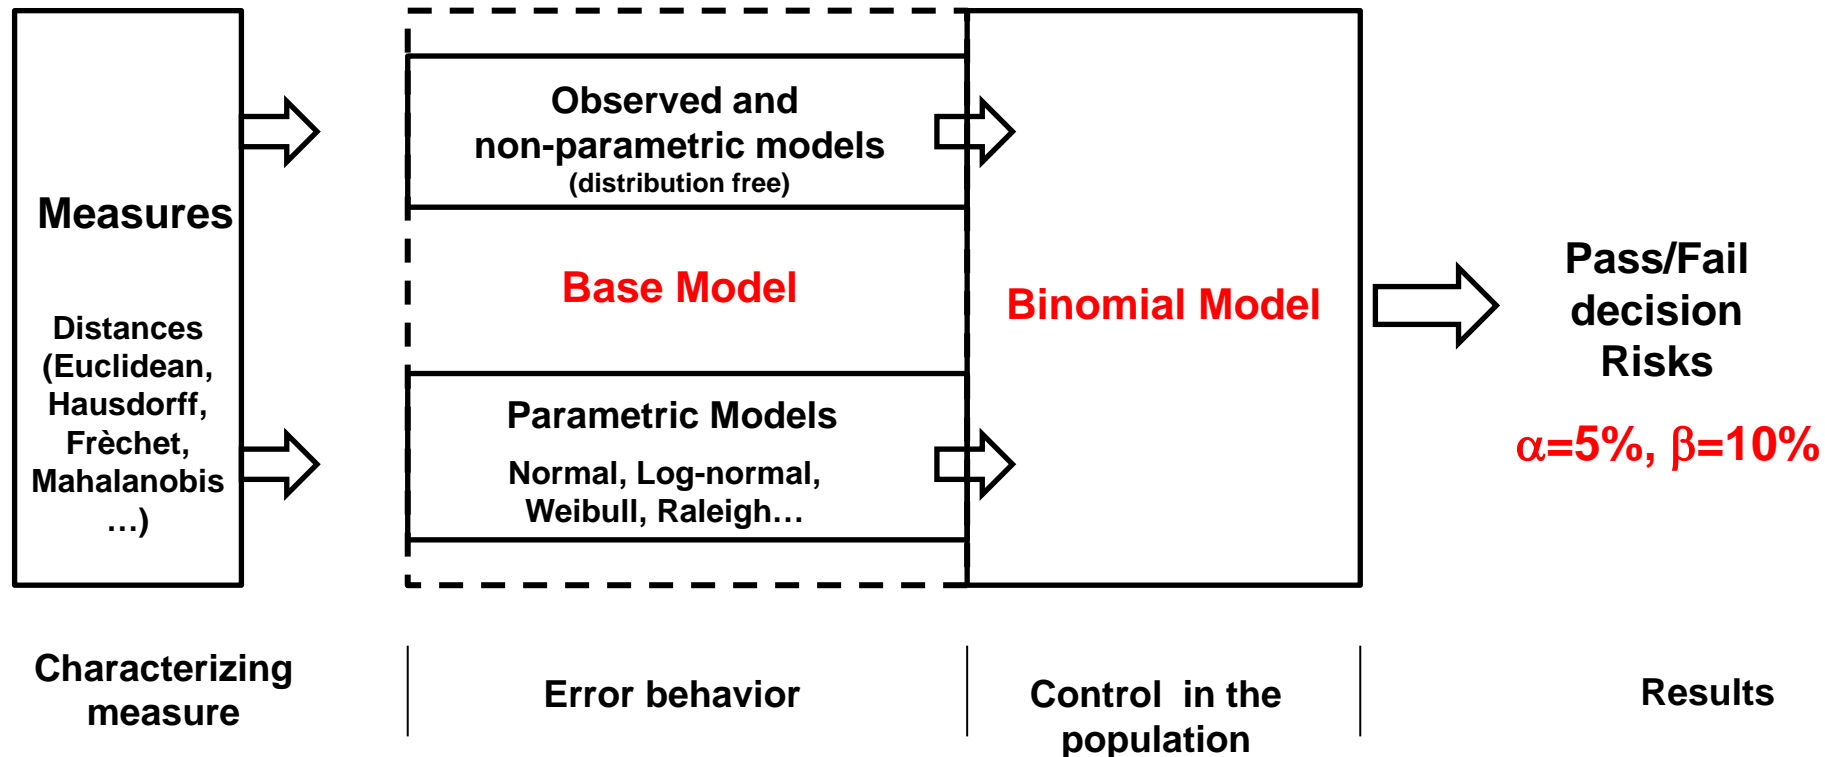 Measures
Distances
(Euclidean,
Hausdorff,
Frèchet,
Mahalanobis
…)
Observed and
non-parametric models
(distribution free)
Base Model
Parametric Models
Normal, Log-normal,
Weibull, Raleigh…
Binomial Model
Pass/Fail
decision
Risks
α=5%, β=10%
Characterizing
measure
Error behavior
Control in the
population
Results